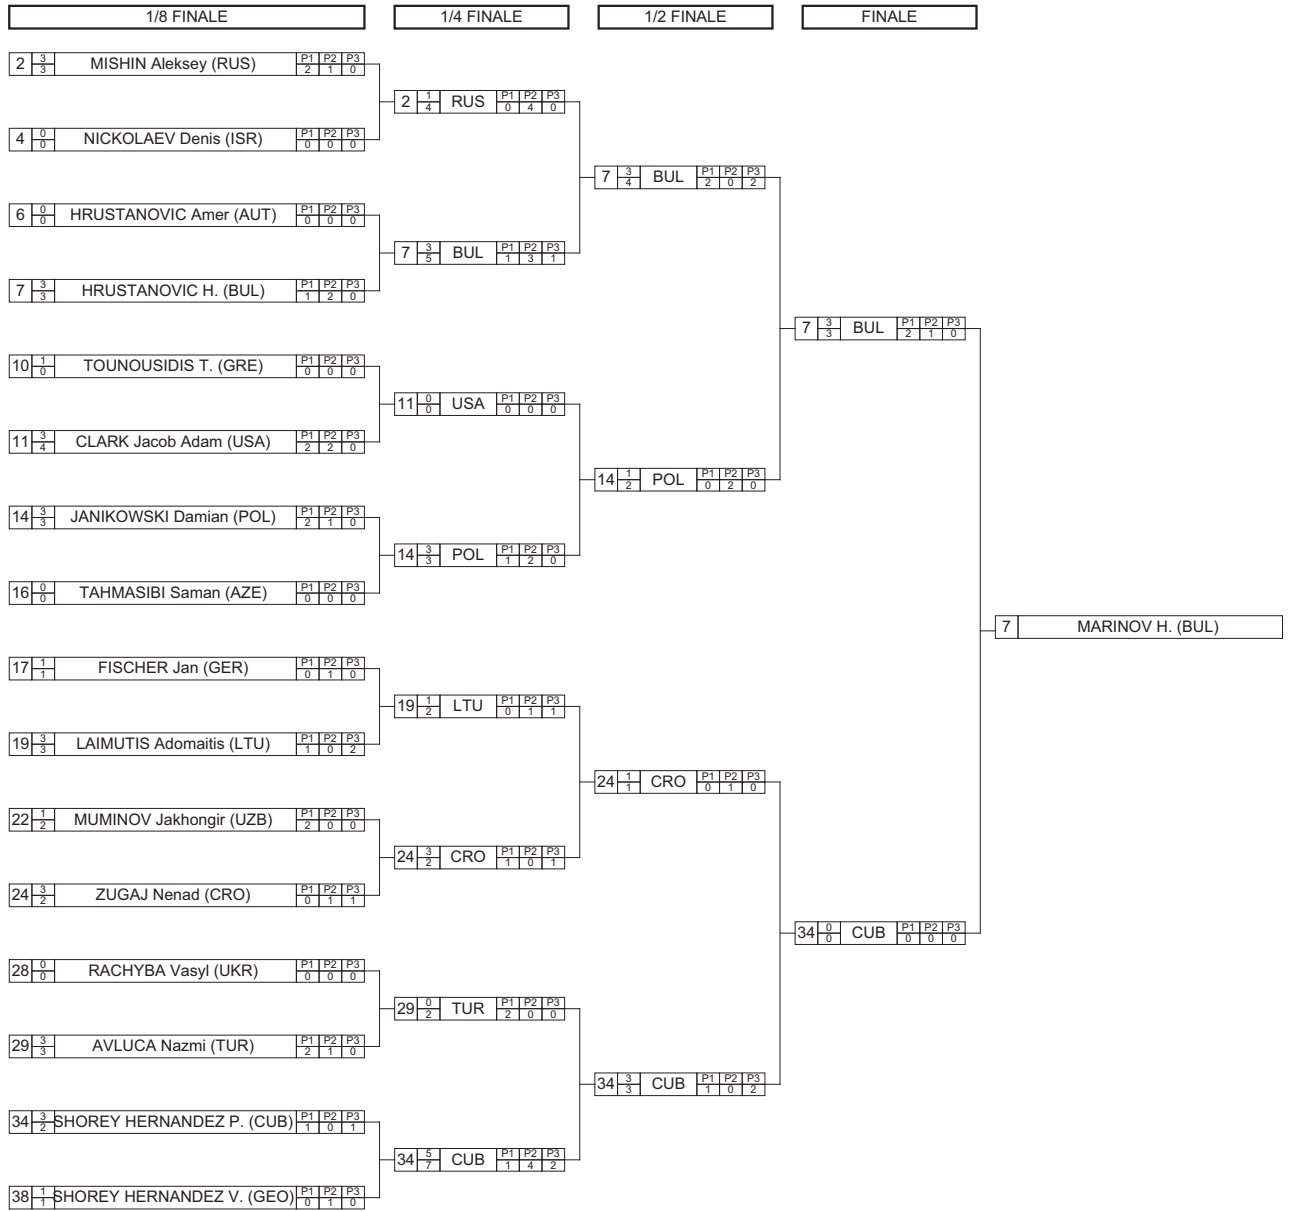 1/8 FINALE 1/4 FINALE 1/2 FINALE FINALE
2 3 3 MISHIN Aleksey (RUS) P1 P2 P3 2 1 0
2 1 4 RUS P1 P2 P3 0 4 0
4 0 0 NICKOLAEV Denis (ISR) P1 P2 P3 0 0 0
7 3 4 BUL P1 P2 P3 2 0 2
6 0 0 HRUSTANOVIC Amer (AUT) P1 P2 P3 0 0 0
7 3 5 BUL P1 P2 P3 1 3 1
7 3 3 HRUSTANOVIC H. (BUL) P1 P2 P3 1 2 0
7 3 3 BUL P1 P2 P3 2 1 0
10 1 0 TOUNOUSIDIS T. (GRE) P1 P2 P3 0 0 0
11 0 0 USA P1 P2 P3 0 0 0
11 3 4 CLARK Jacob Adam (USA) P1 P2 P3 2 2 0
14 1 2 POL P1 P2 P3 0 2 0
14 3 3 JANIKOWSKI Damian (POL) P1 P2 P3 2 1 0
14 3 3 POL P1 P2 P3 1 2 0
16 0 0 TAHMASIBI Saman (AZE) P1 P2 P3 0 0 0
7 MARINOV H. (BUL)
17 1 1 FISCHER Jan (GER) P1 P2 P3 0 1 0
19 1 2 LTU P1 P2 P3 0 1 1
19 3 3 LAIMUTIS Adomaitis (LTU) P1 P2 P3 1 0 2
24 1 1 CRO P1 P2 P3 0 1 0
22 1 2 MUMINOV Jakhongir (UZB) P1 P2 P3 2 0 0
24 3 2 CRO P1 P2 P3 1 0 1
24 3 2 ZUGAJ Nenad (CRO) P1 P2 P3 0 1 1
34 0 0 CUB P1 P2 P3 0 0 0
28 0 0 RACHYBA Vasyl (UKR) P1 P2 P3 0 0 0
29 0 2 TUR P1 P2 P3 2 0 0
29 3 3 AVLUCA Nazmi (TUR) P1 P2 P3 2 1 0
34 3 3 CUB P1 P2 P3 1 0 2
34 3 2 SHOREY HERNANDEZ P. (CUB) P1 P2 P3 1 0 1
34 5 7 CUB P1 P2 P3 1 4 2
38 1 1 SHOREY HERNANDEZ V. (GEO) P1 P2 P3 0 1 0